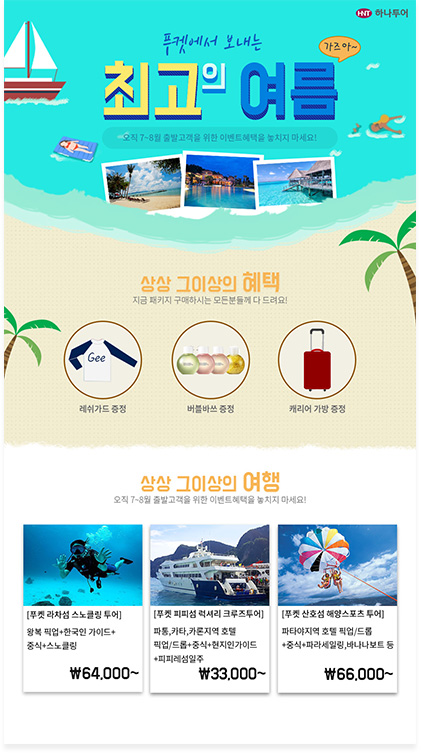 HNT 하나투어
푸켓에서 보내는
가즈아~
최고의 여름
오직 7~8월 출발고객을 위한 이벤트혜택을 놓치지 마세요!
상상 그이상의 혜택
지금 패키지 구매하시는 모든분들께 다 드려요!
Gee
레쉬가드 증정
버블바쓰 증정
캐리어 가방 증정
상상 그이상의 여행
오직 7~8월 출발고객을 위한 이벤트혜택을 놓치지 마세요!
[푸켓 라차섬 스노클링 투어]
왕복 픽업+한국인 가이드+
중식+스노클링
₩64,000~
[푸켓 피피섬 럭셔리 크루즈투어]
파통,카타,카론지역 호텔
픽업/드롭+중식+현지인가이드
+피피레섬일주
₩33,000~
[푸켓 산호섬 해양스포츠 투어]
파타야지역 호텔 픽업/드롭
+중식+파라세일링,바나나보트 등
₩66,000~